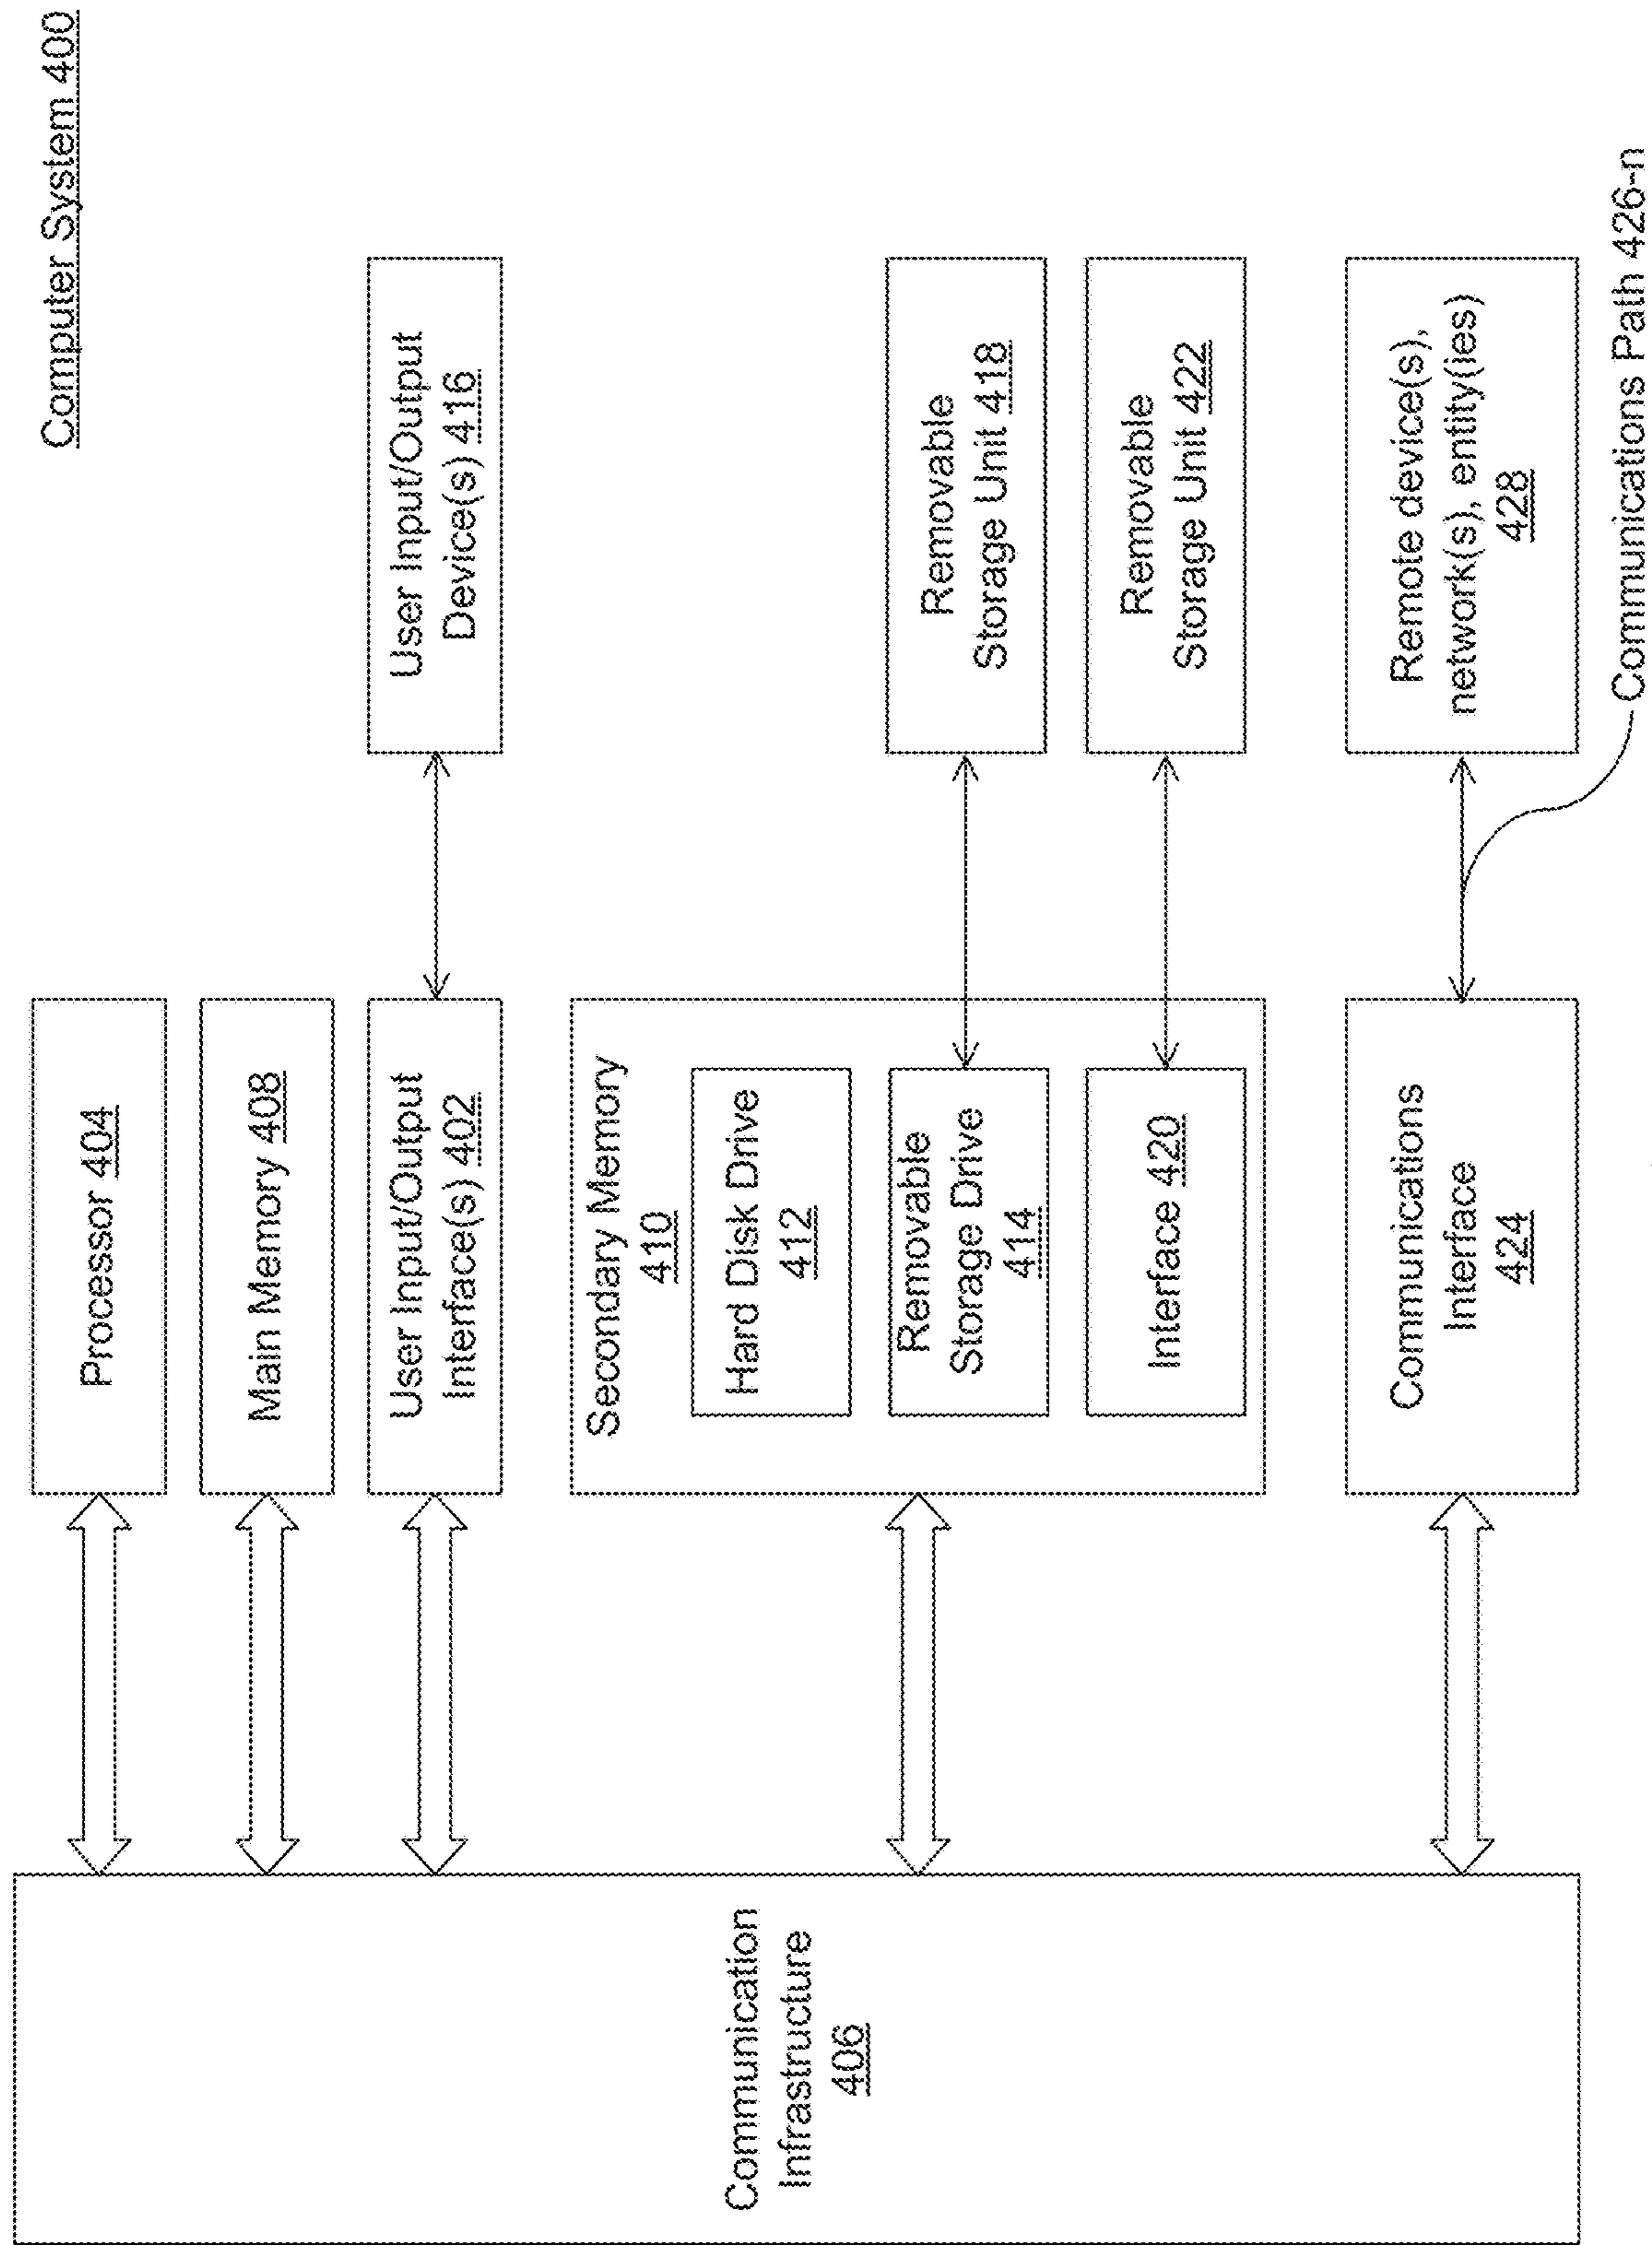 Computer System 400
Processor 404
Main Memory 408
User Input/Output
Interface(s) 402
User Input/Output
Device(s) 416
Secondary Memory
410
Hard Disk Drive
412
Removable
Storage Drive
414
Removable
Storage Unit 418
Interface 420
Removable
Storage Unit 422
Communications
Interface
424
Remote device(s),
network(s), entity(ies)
428
Communications Path 426-n
Communication
Infrastructure
406